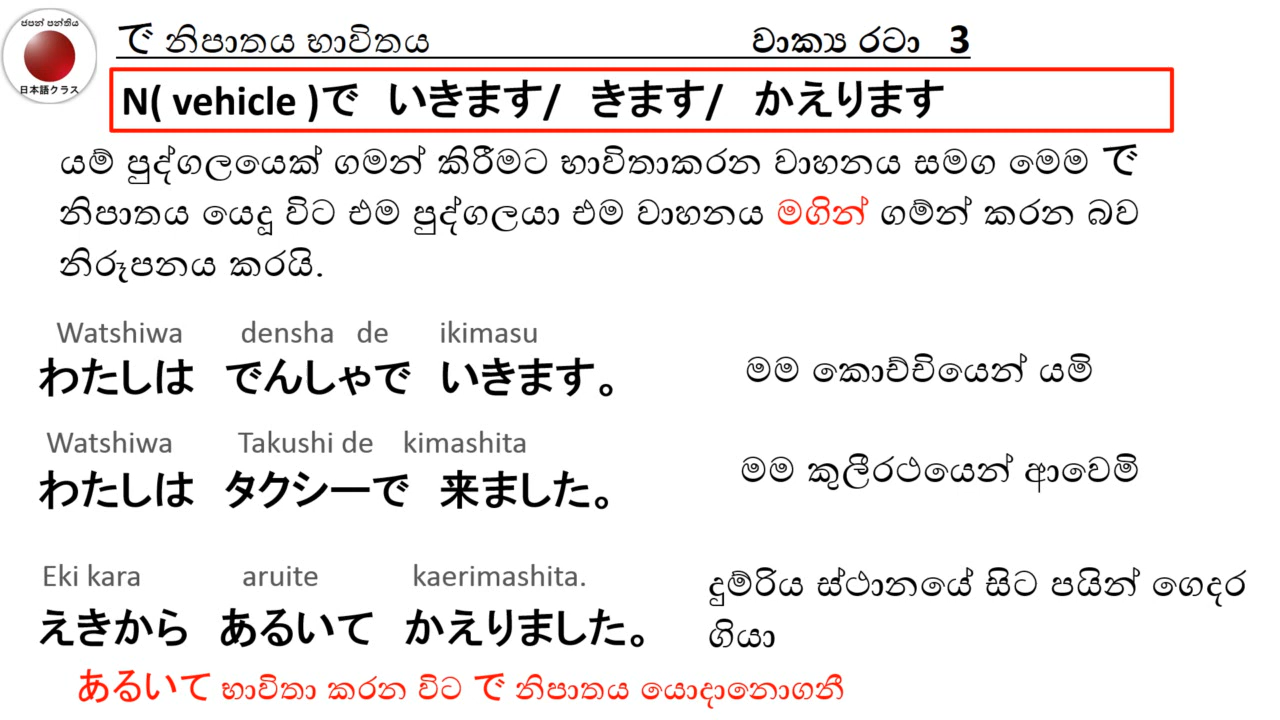 ජපන් පන්තිය
日本語クラス
で නිපාතය භාවිතය වාක්‍ය රටා 3
N( vehicle )で いきます/ きます/ かえります
යම් පුද්ගලයෙක් ගමන් කිරීමට භාවිතාකරන වාහනය සමග මෙම で
නිපාතය යෙදූ විට එම පුද්ගලයා එම වාහනය මගින් ගම්න් කරන බව
නිරූපනය කරයි.
Watshiwa densha de ikimasu
わたしは でんしゃで いきます。 මම කොච්චියෙන් යමි
Watshiwa Takushi de kimashita
わたしは タクシーで 来ました。 මම කුලීරථයෙන් ආවෙමි
Eki kara aruite kaerimashita.
えきから あるいて かえりました。 දුම්රිය ස්ථානයේ සිට පයින් ගෙදර
ගියා
あるいて භාවිතා කරන විට で නිපාතය යොදානොගනී